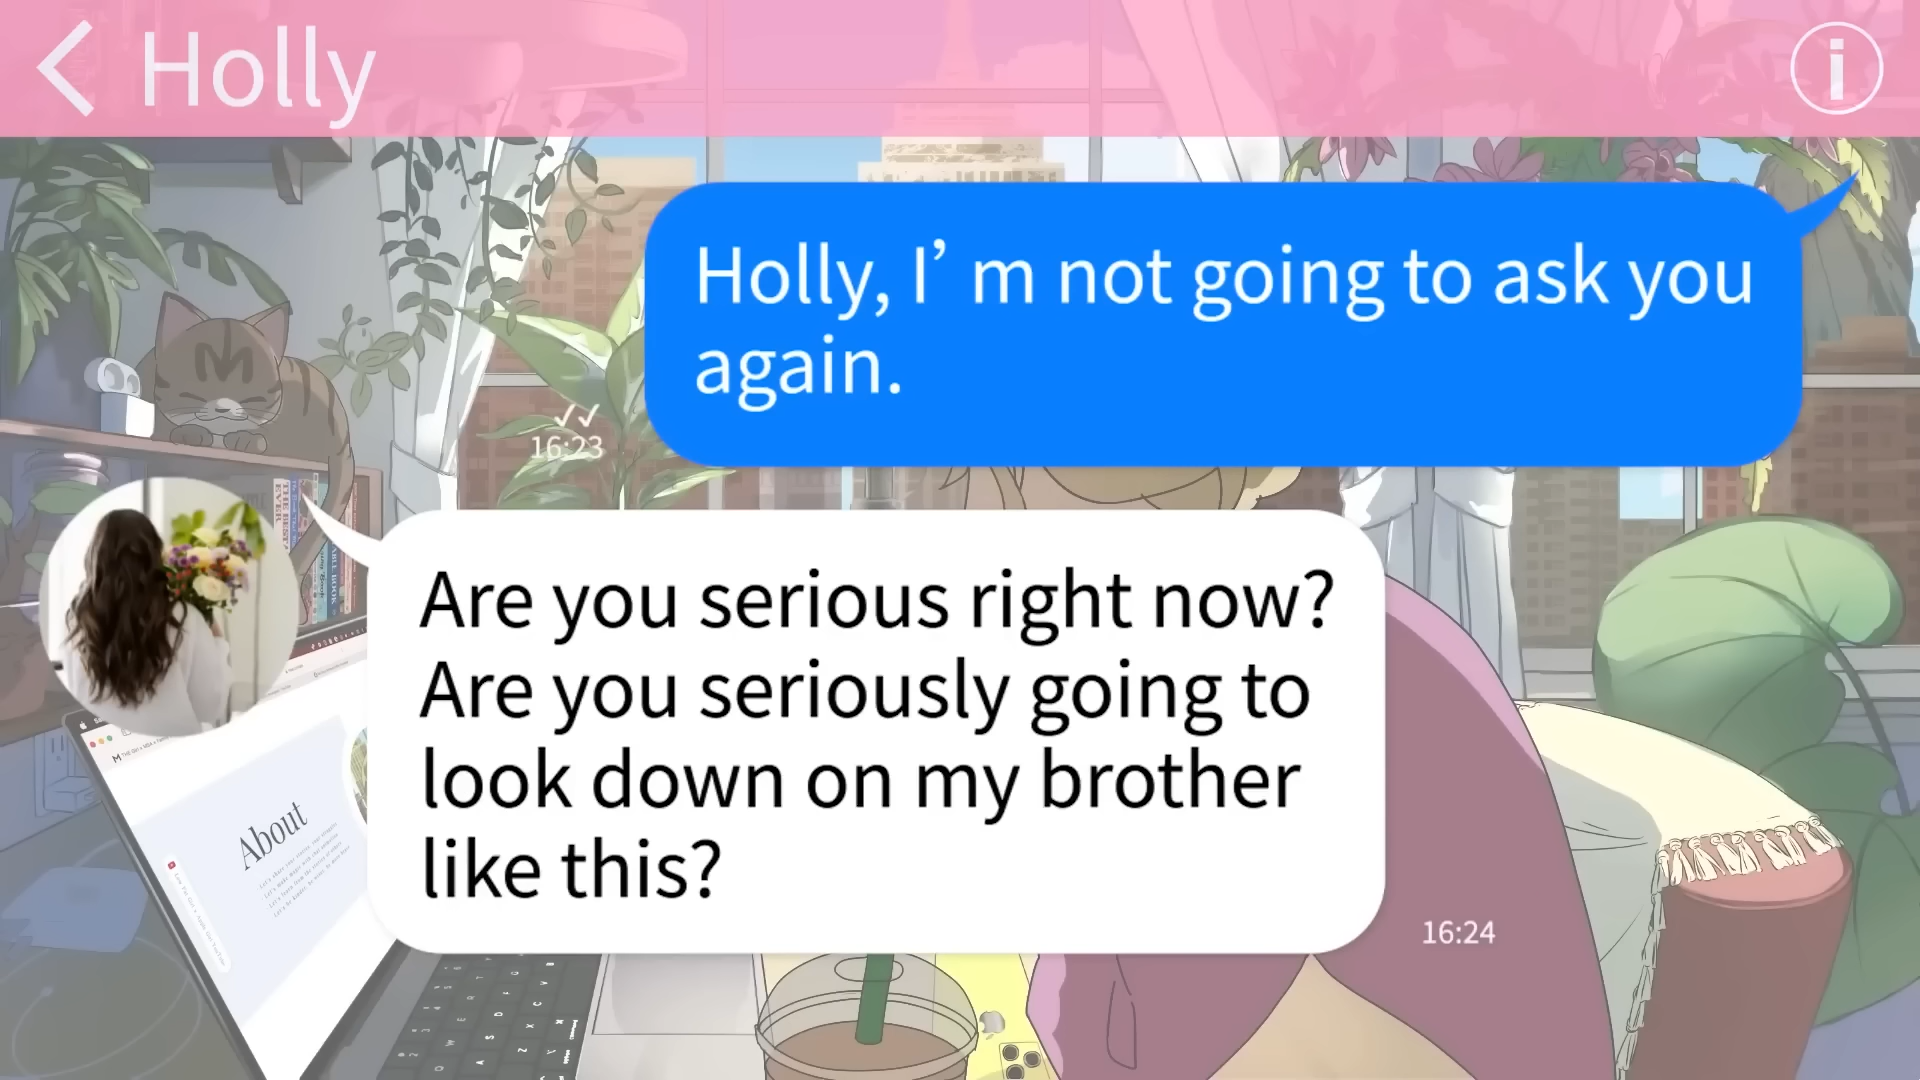 Holly
i
Holly, I’m not going to ask you
again.
16:23
Are you serious right now?
Are you seriously going to
look down on my brother
like this?
16:24
About